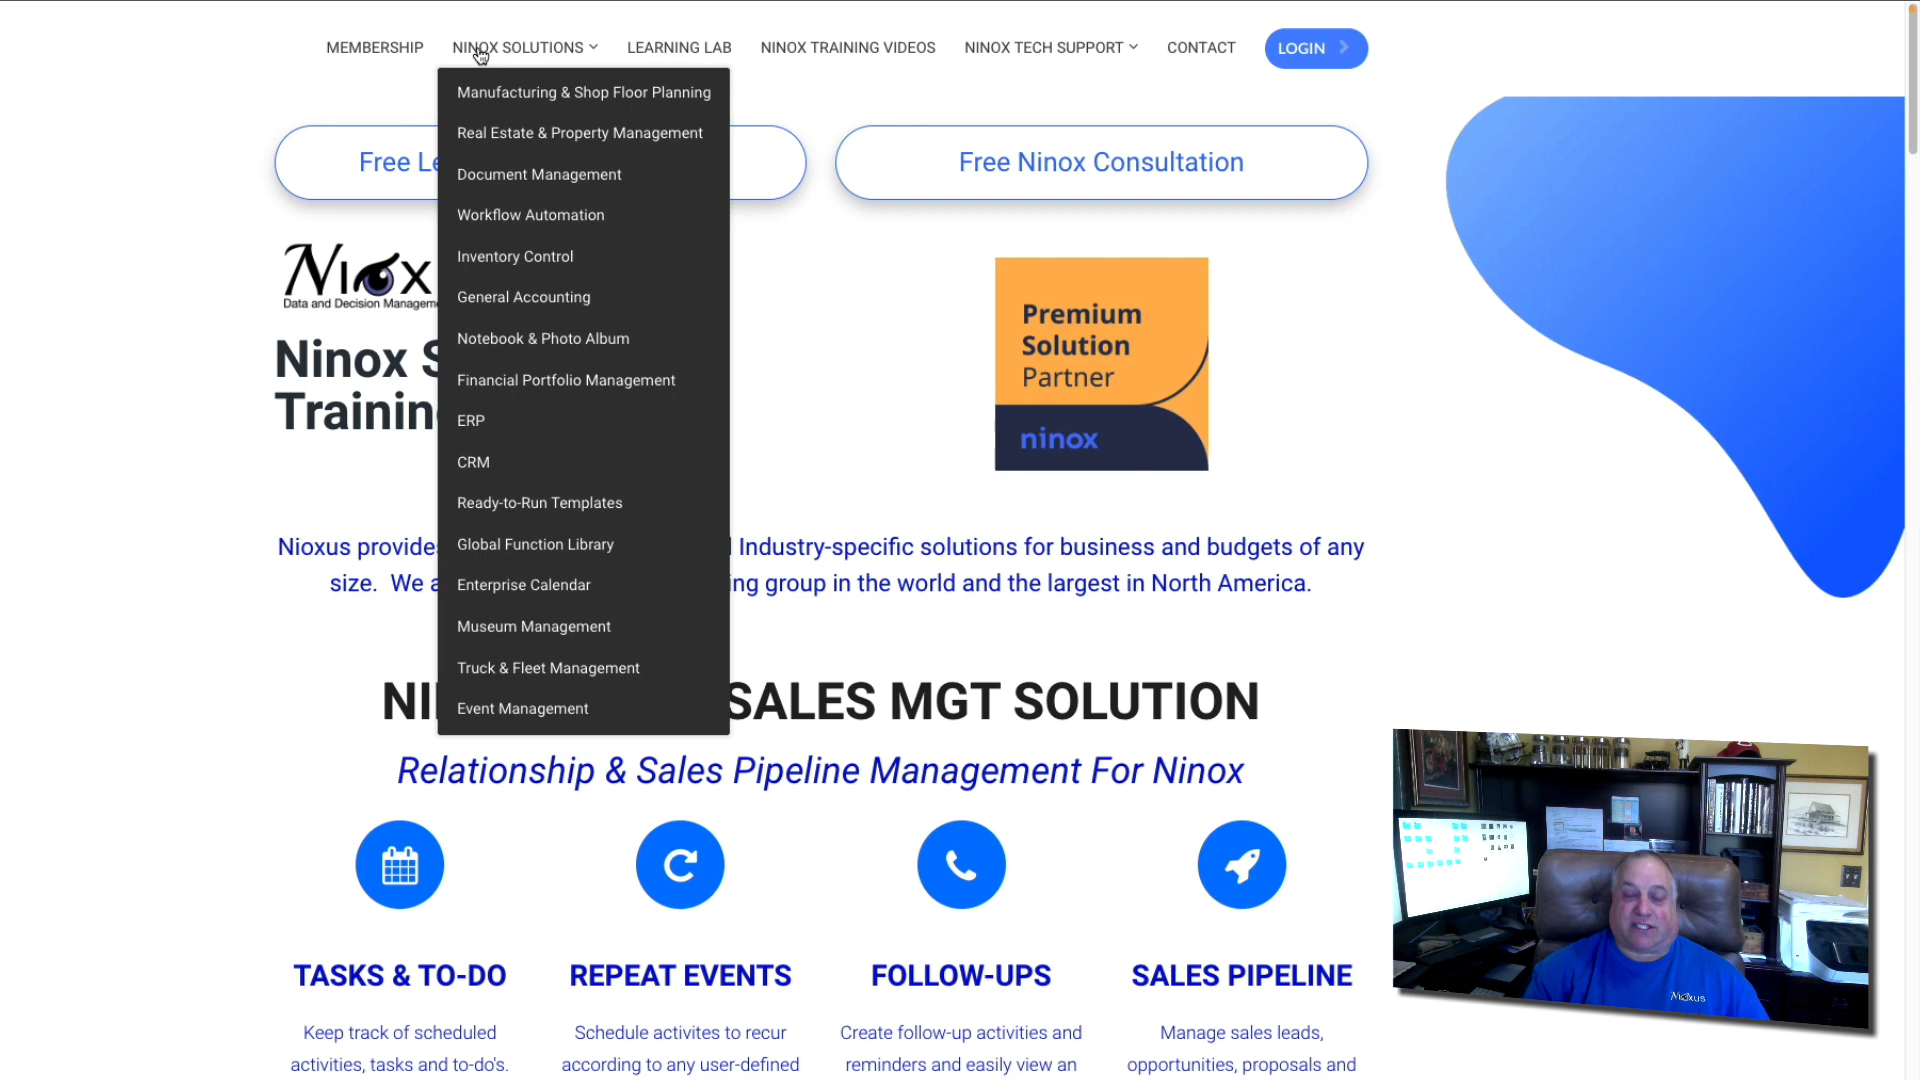 MEMBERSHIP
NINOX SOLUTIONS
LEARNING LAB
NINOX TRAINING VIDEOS
NINOX TECH SUPPORT
CONTACT
LOGIN
Manufacturing & Shop Floor Planning
Real Estate & Property Management
Document Management
Workflow Automation
Inventory Control
General Accounting
Notebook & Photo Album
Financial Portfolio Management
ERP
CRM
Ready-to-Run Templates
Global Function Library
Enterprise Calendar
Museum Management
Truck & Fleet Management
Event Management
Free
Free Ninox Consultation
Data and Decision
Ninox
Premium
Solution
Partner
ninox
Nioxus Industry-specific solutions for business and budgets of any
size. We group in the world and the largest in North America.
SALES MGT SOLUTION
Relationship & Sales Pipeline Management For Ninox
TASKS & TO-DO
Keep track of scheduled
activities, tasks and to-do's.
REPEAT EVENTS
Schedule activites to recur
according to any user-defined
FOLLOW-UPS
Create follow-up activities and
reminders and easily view an
SALES PIPELINE
Manage sales leads,
opportunities, proposals and
Nioxus